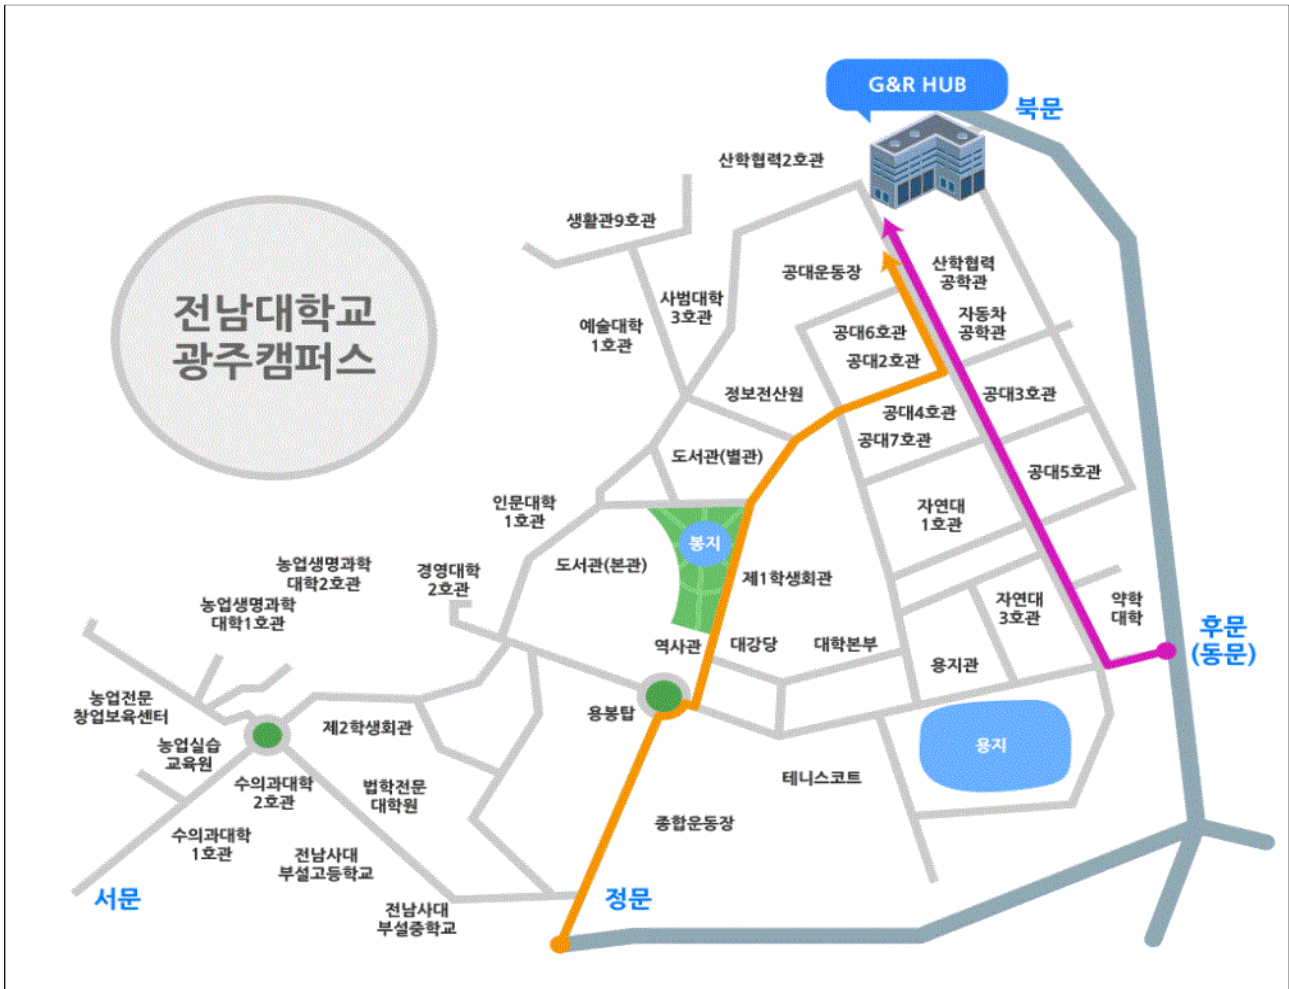 G&R HUB
북문
산학협력2호관
생활관9호관
산학협력
공학관
공대운동장
사범대학
3호관
전남대학교
광주캠퍼스
예술대학
1호관
자동차
공학관
공대6호관
공대2호관
정보전산원
공대3호관
공대4호관
공대7호관
도서관(별관)
공대5호관
인문대학
1호관
자연대
1호관
봉지
농업생명과학
대학2호관
경영대학
2호관
도서관(본관)
제1학생회관
농업생명과학
대학1호관
자연대
3호관
약학
대학
후문
(동문)
역사관
대강당
대학본부
용지관
농업전문
창업보육센터
용봉탑
제2학생회관
농업실습
교육원
용지
수의과대학
2호관
법학전문
대학원
테니스코트
종합운동장
수의과대학
1호관
전남사대
부설고등학교
서문
정문
전남사대
부설중학교